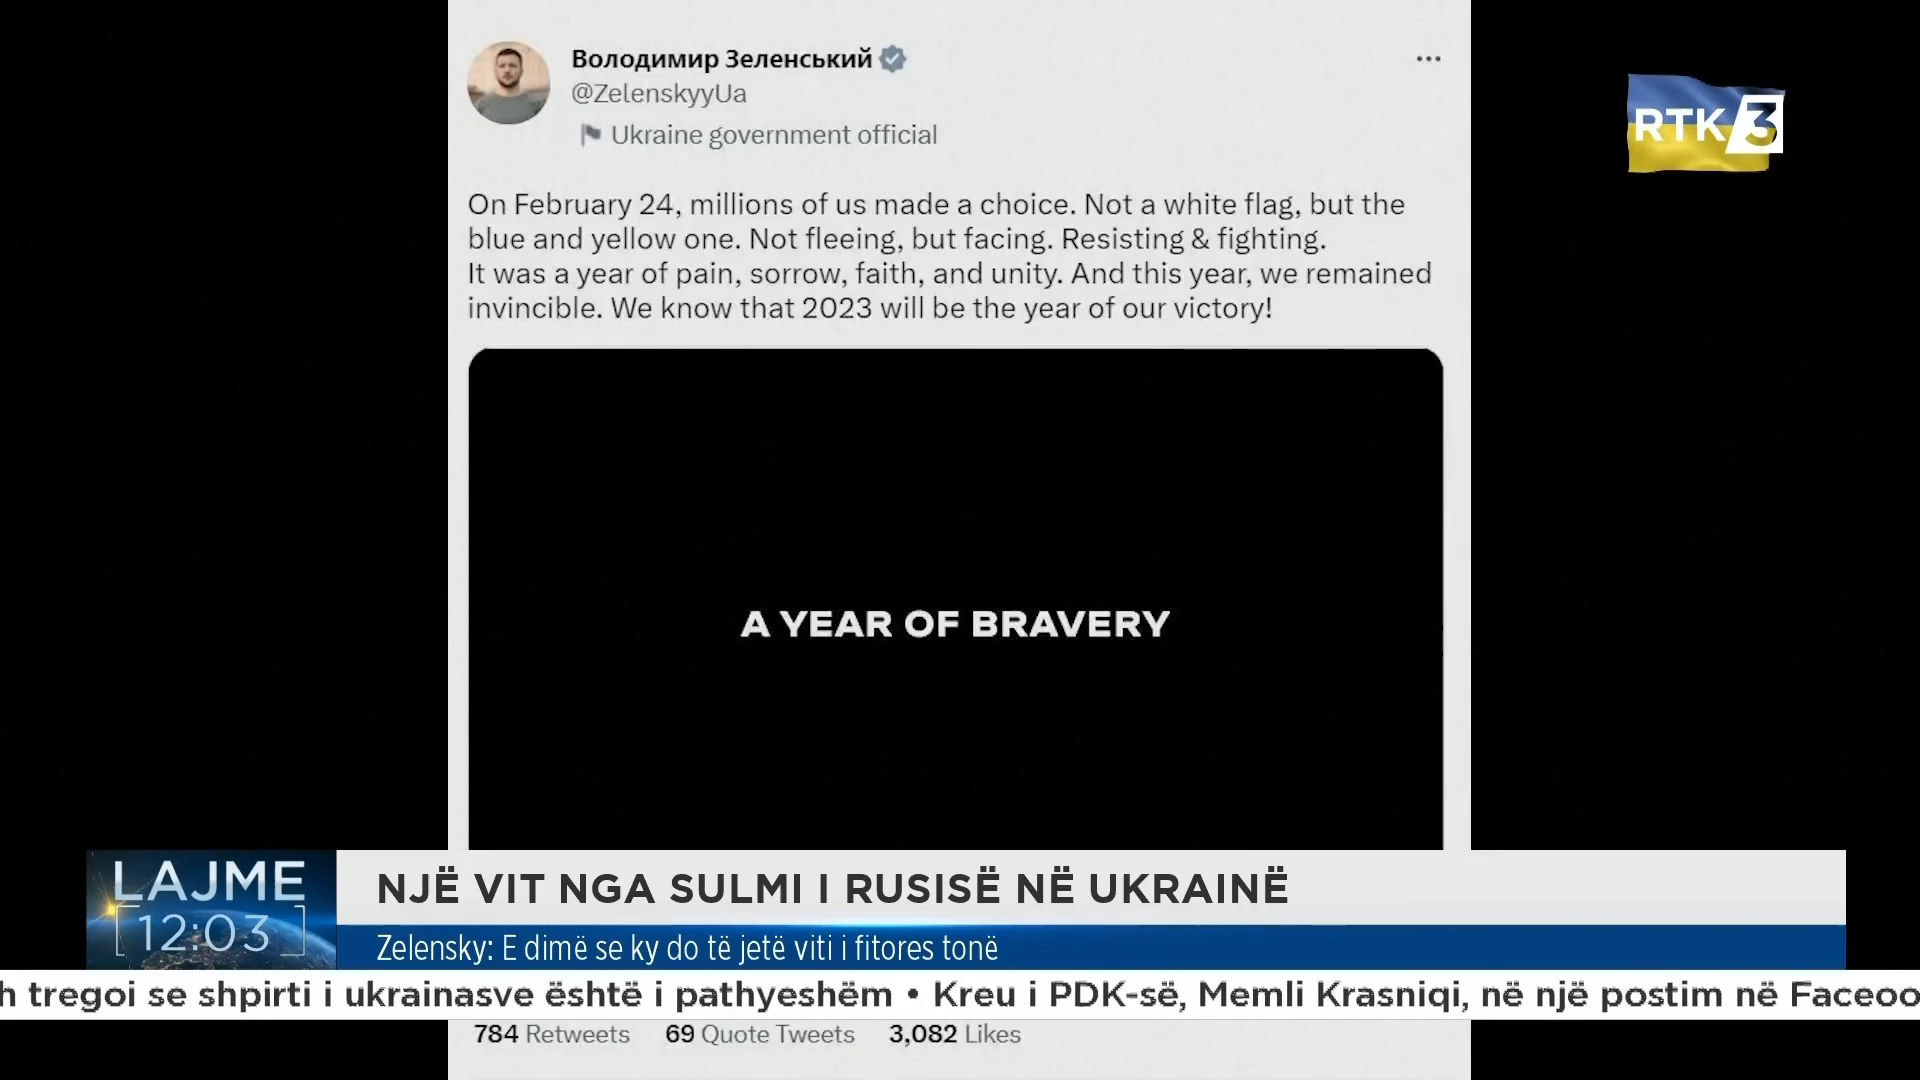 Володимир Зеленський
@ZelenskyyUa
Ukraine government official
RTK 3
On February 24, millions of us made a choice. Not a white flag, but the
blue and yellow one. Not fleeing, but facing. Resisting & fighting.
It was a year of pain, sorrow, faith, and unity. And this year, we remained
invincible. We know that 2023 will be the year of our victory!
A YEAR OF BRAVERY
LAJME
12:03
NJË VIT NGA SULMI I RUSISË NË UKRAINË
Zelensky: E dimë se ky do të jetë viti i fitores tonë
h tregoi se shpirti i ukrainasve është i pathyeshëm • Kreu i PDK-së, Memli Krasniqi, në një postim në Faceoo
784 Retweets 69 Quote Tweets 3,082 Likes